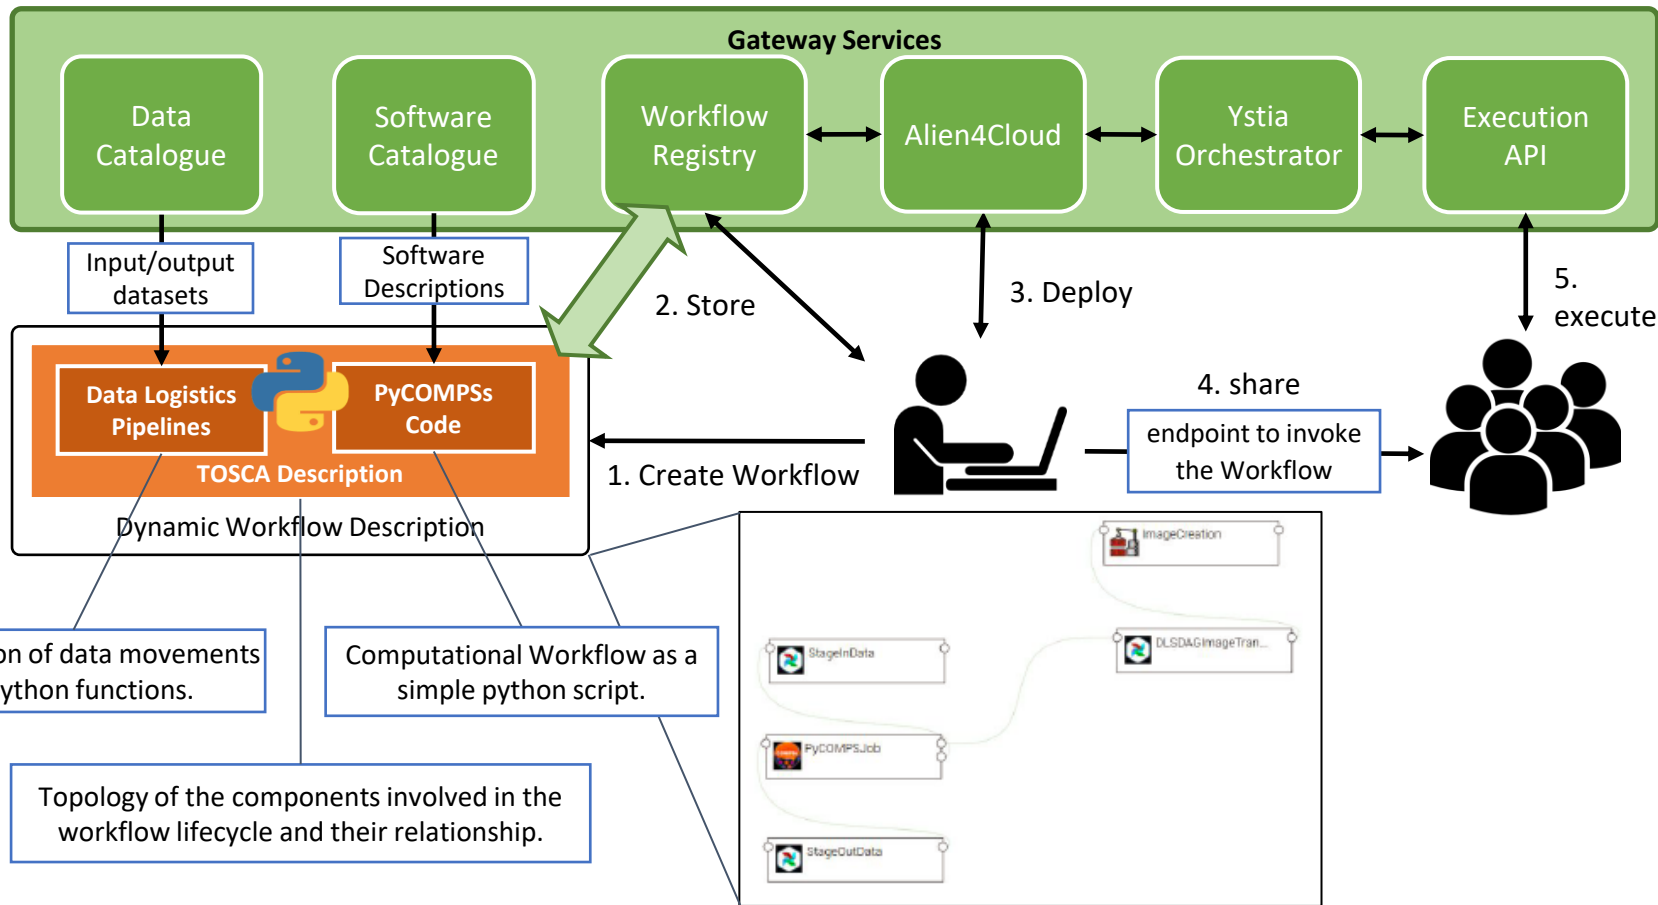 Gateway Services
Data
Catalogue
Software
Catalogue
Workflow
Registry
Alien4Cloud
Ystia
Orchestrator
Execution
API
Input/output
datasets
Software
Descriptions
2. Store
3. Deploy
5.
execute
Data Logistics
Pipelines
PyCOMPSs
Code
TOSCA Description
Dynamic Workflow Description
1. Create Workflow
4. share
endpoint to invoke
the Workflow
ImageCreation
DLSDAGImageTran...
StageInData
PyCOMPSJob
StageOutData
of data movements
functions.
Computational Workflow as a
simple python script.
Topology of the components involved in the
workflow lifecycle and their relationship.